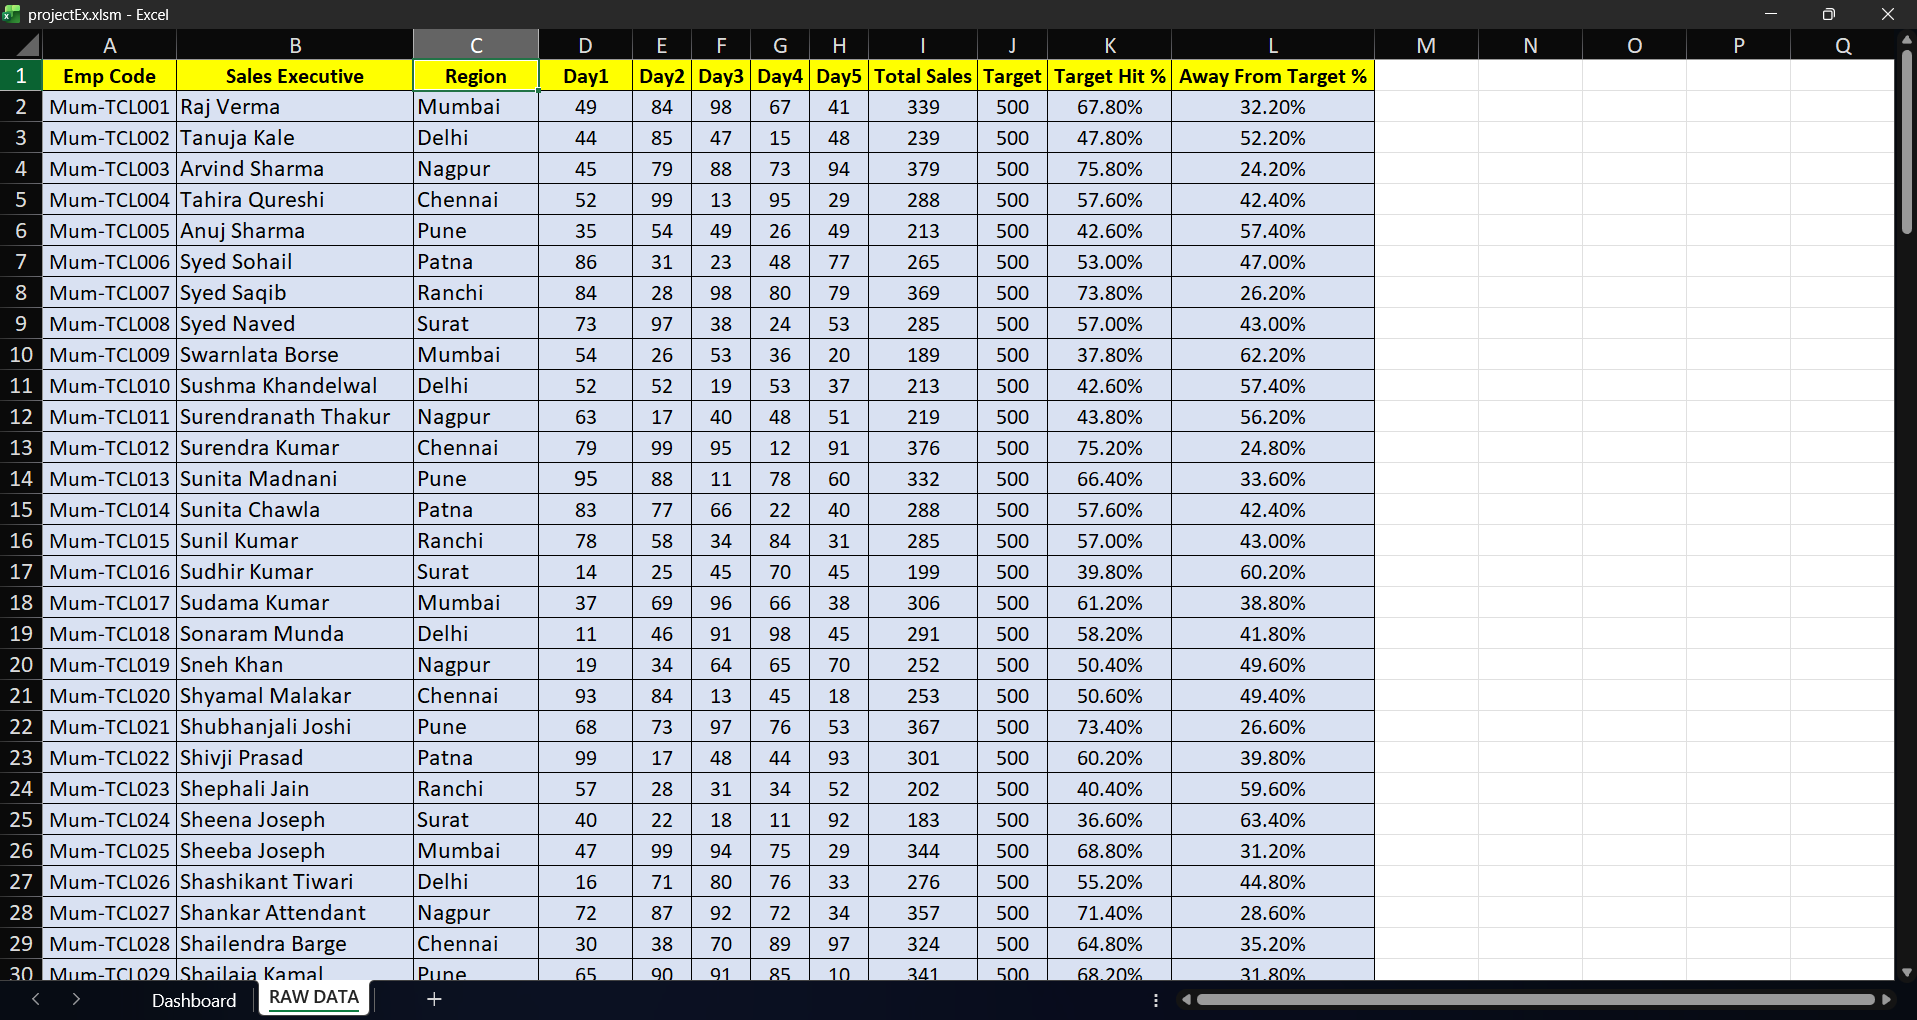 projectEx.xlsm - Excel
A B C D E F G H I J K L M N O P Q
1 Emp Code Sales Executive Region Day1 Day2 Day3 Day4 Day5 Total Sales Target Target Hit % Away From Target %
2 Mum-TCL001 Raj Verma Mumbai 49 84 98 67 41 339 500 67.80% 32.20%
3 Mum-TCL002 Tanuja Kale Delhi 44 85 47 15 48 239 500 47.80% 52.20%
4 Mum-TCL003 Arvind Sharma Nagpur 45 79 88 73 94 379 500 75.80% 24.20%
5 Mum-TCL004 Tahira Qureshi Chennai 52 99 13 95 29 288 500 57.60% 42.40%
6 Mum-TCL005 Anuj Sharma Pune 35 54 49 26 49 213 500 42.60% 57.40%
7 Mum-TCL006 Syed Sohail Patna 86 31 23 48 77 265 500 53.00% 47.00%
8 Mum-TCL007 Syed Saqib Ranchi 84 28 98 80 79 369 500 73.80% 26.20%
9 Mum-TCL008 Syed Naved Surat 73 97 38 24 53 285 500 57.00% 43.00%
10 Mum-TCL009 Swarnlata Borse Mumbai 54 26 53 36 20 189 500 37.80% 62.20%
11 Mum-TCL010 Sushma Khandelwal Delhi 52 52 19 53 37 213 500 42.60% 57.40%
12 Mum-TCL011 Surendranath Thakur Nagpur 63 17 40 48 51 219 500 43.80% 56.20%
13 Mum-TCL012 Surendra Kumar Chennai 79 99 95 12 91 376 500 75.20% 24.80%
14 Mum-TCL013 Sunita Madnani Pune 95 88 11 78 60 332 500 66.40% 33.60%
15 Mum-TCL014 Sunita Chawla Patna 83 77 66 22 40 288 500 57.60% 42.40%
16 Mum-TCL015 Sunil Kumar Ranchi 78 58 34 84 31 285 500 57.00% 43.00%
17 Mum-TCL016 Sudhir Kumar Surat 14 25 45 70 45 199 500 39.80% 60.20%
18 Mum-TCL017 Sudama Kumar Mumbai 37 69 96 66 38 306 500 61.20% 38.80%
19 Mum-TCL018 Sonaram Munda Delhi 11 46 91 98 45 291 500 58.20% 41.80%
20 Mum-TCL019 Sneh Khan Nagpur 19 34 64 65 70 252 500 50.40% 49.60%
21 Mum-TCL020 Shyamal Malakar Chennai 93 84 13 45 18 253 500 50.60% 49.40%
22 Mum-TCL021 Shubhanjali Joshi Pune 68 73 97 76 53 367 500 73.40% 26.60%
23 Mum-TCL022 Shivji Prasad Patna 99 17 48 44 93 301 500 60.20% 39.80%
24 Mum-TCL023 Shephali Jain Ranchi 57 28 31 34 52 202 500 40.40% 59.60%
25 Mum-TCL024 Sheena Joseph Surat 40 22 18 11 92 183 500 36.60% 63.40%
26 Mum-TCL025 Sheeba Joseph Mumbai 47 99 94 75 29 344 500 68.80% 31.20%
27 Mum-TCL026 Shashikant Tiwari Delhi 16 71 80 76 33 276 500 55.20% 44.80%
28 Mum-TCL027 Shankar Attendant Nagpur 72 87 92 72 34 357 500 71.40% 28.60%
29 Mum-TCL028 Shailendra Barge Chennai 30 38 70 89 97 324 500 64.80% 35.20%
30 Mum-TCL029 Shailaja Kamal Pune 65 90 91 85 10 341 500 68.20% 31.80%
Dashboard RAW DATA